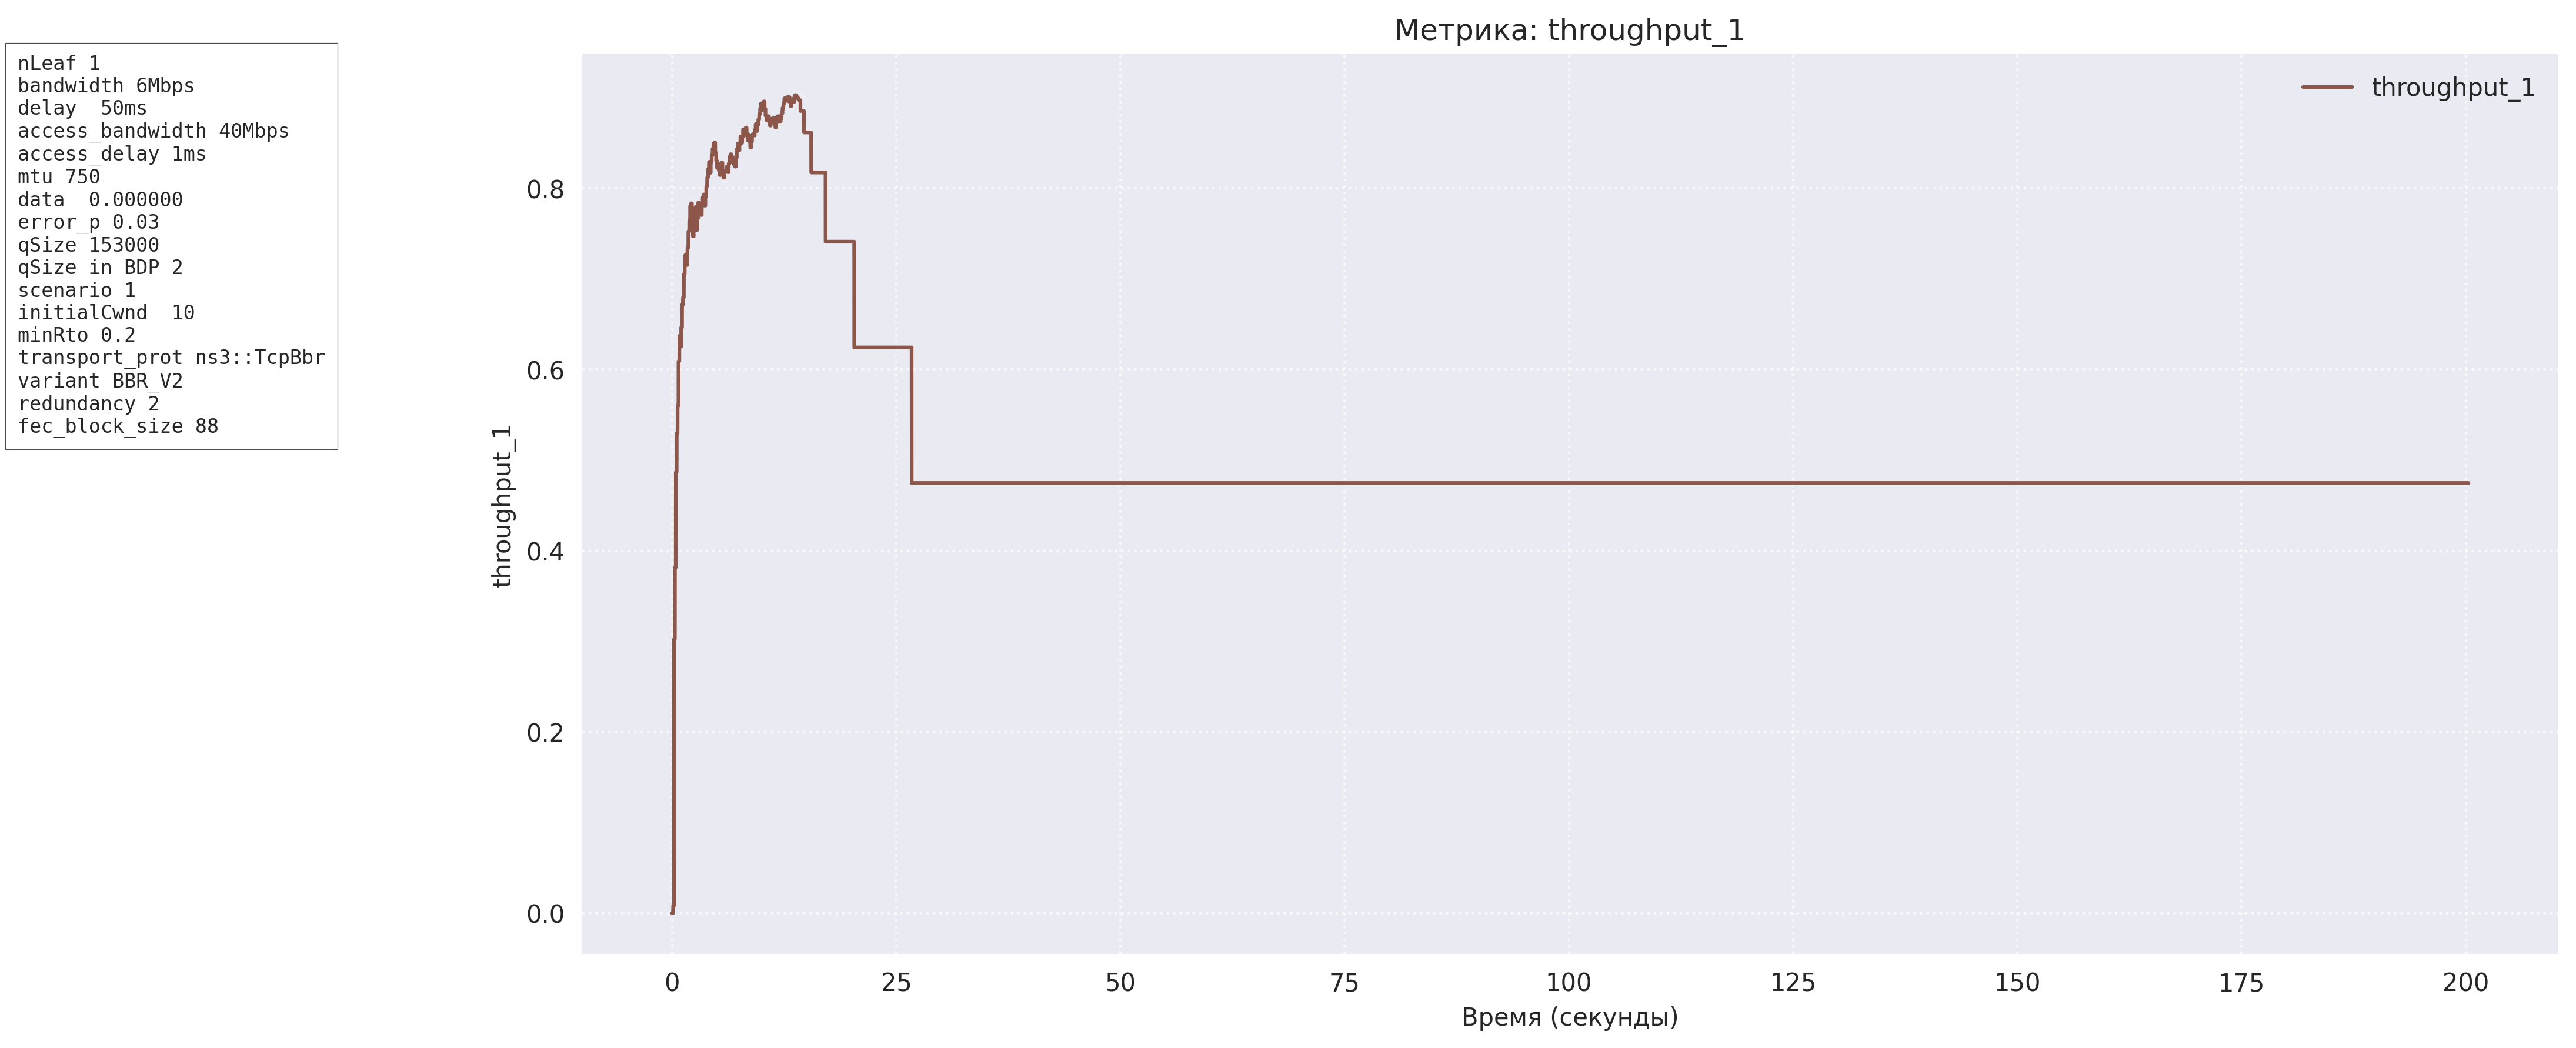 Метрика: throughput_1
nLeaf 1
bandwidth 6Mbps
delay  50ms
access_bandwidth 40Mbps
access_delay 1ms
mtu 750
data  0.000000
error_p 0.03
qSize 153000
qSize in BDP 2
scenario 1
initialCwnd  10
minRto 0.2
transport_prot ns3::TcpBbr
variant BBR_V2
redundancy 2
fec_block_size 88
throughput_1
throughput_1
0.8
0.6
0.4
0.2
0.0
0 25 50 75 100 125 150 175 200
Время (секунды)